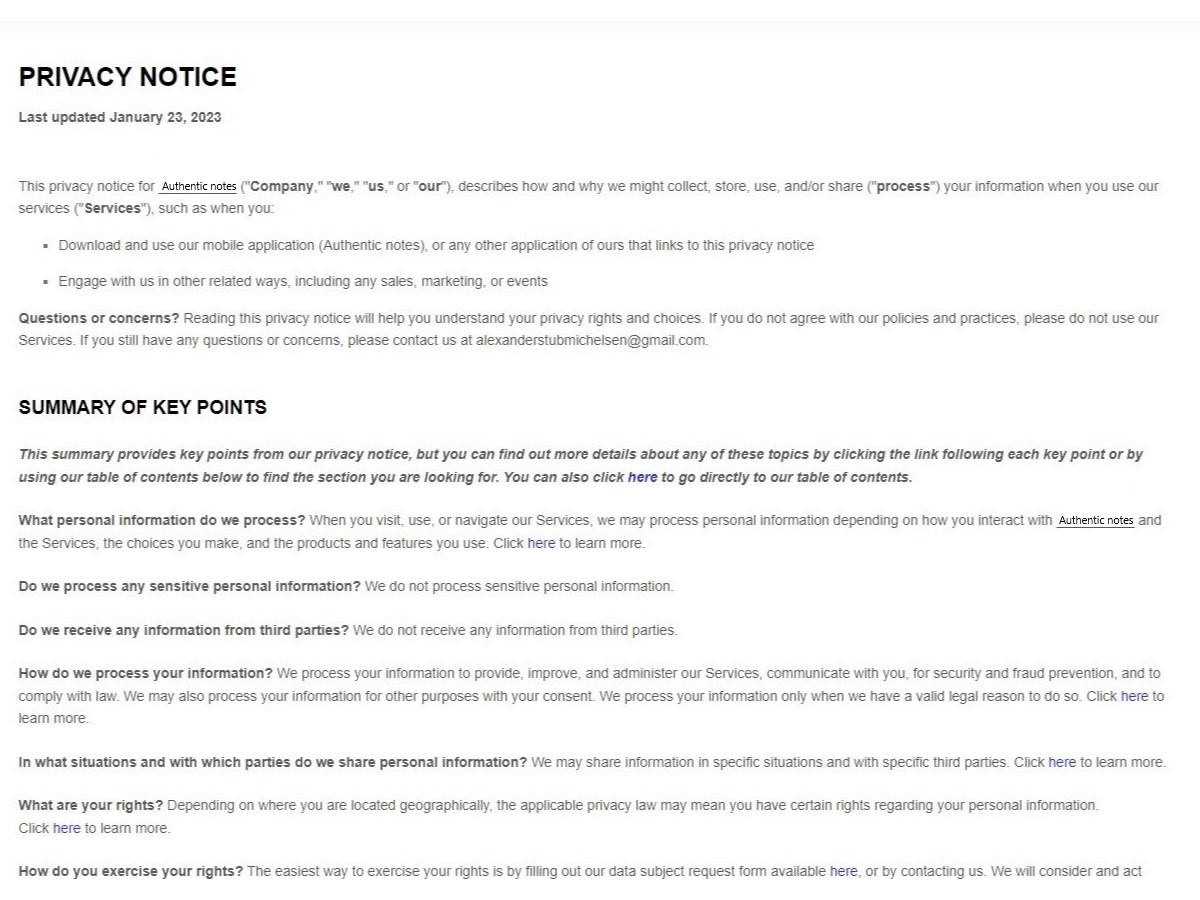 PRIVACY NOTICE
Last updated January 23, 2023
This privacy notice for Authentic notes ("Company," "we," "us," or "our"), describes how and why we might collect, store, use, and/or share ("process") your information when you use our
services ("Services"), such as when you:
▪ Download and use our mobile application (Authentic notes), or any other application of ours that links to this privacy notice
▪ Engage with us in other related ways, including any sales, marketing, or events
Questions or concerns? Reading this privacy notice will help you understand your privacy rights and choices. If you do not agree with our policies and practices, please do not use our
Services. If you still have any questions or concerns, please contact us at alexanderstubmichelsen@gmail.com.
SUMMARY OF KEY POINTS
This summary provides key points from our privacy notice, but you can find out more details about any of these topics by clicking the link following each key point or by
using our table of contents below to find the section you are looking for. You can also click here to go directly to our table of contents.
What personal information do we process? When you visit, use, or navigate our Services, we may process personal information depending on how you interact with Authentic notes and
the Services, the choices you make, and the products and features you use. Click here to learn more.
Do we process any sensitive personal information? We do not process sensitive personal information.
Do we receive any information from third parties? We do not receive any information from third parties.
How do we process your information? We process your information to provide, improve, and administer our Services, communicate with you, for security and fraud prevention, and to
comply with law. We may also process your information for other purposes with your consent. We process your information only when we have a valid legal reason to do so. Click here to
learn more.
In what situations and with which parties do we share personal information? We may share information in specific situations and with specific third parties. Click here to learn more.
What are your rights? Depending on where you are located geographically, the applicable privacy law may mean you have certain rights regarding your personal information.
Click here to learn more.
How do you exercise your rights? The easiest way to exercise your rights is by filling out our data subject request form available here, or by contacting us. We will consider and act